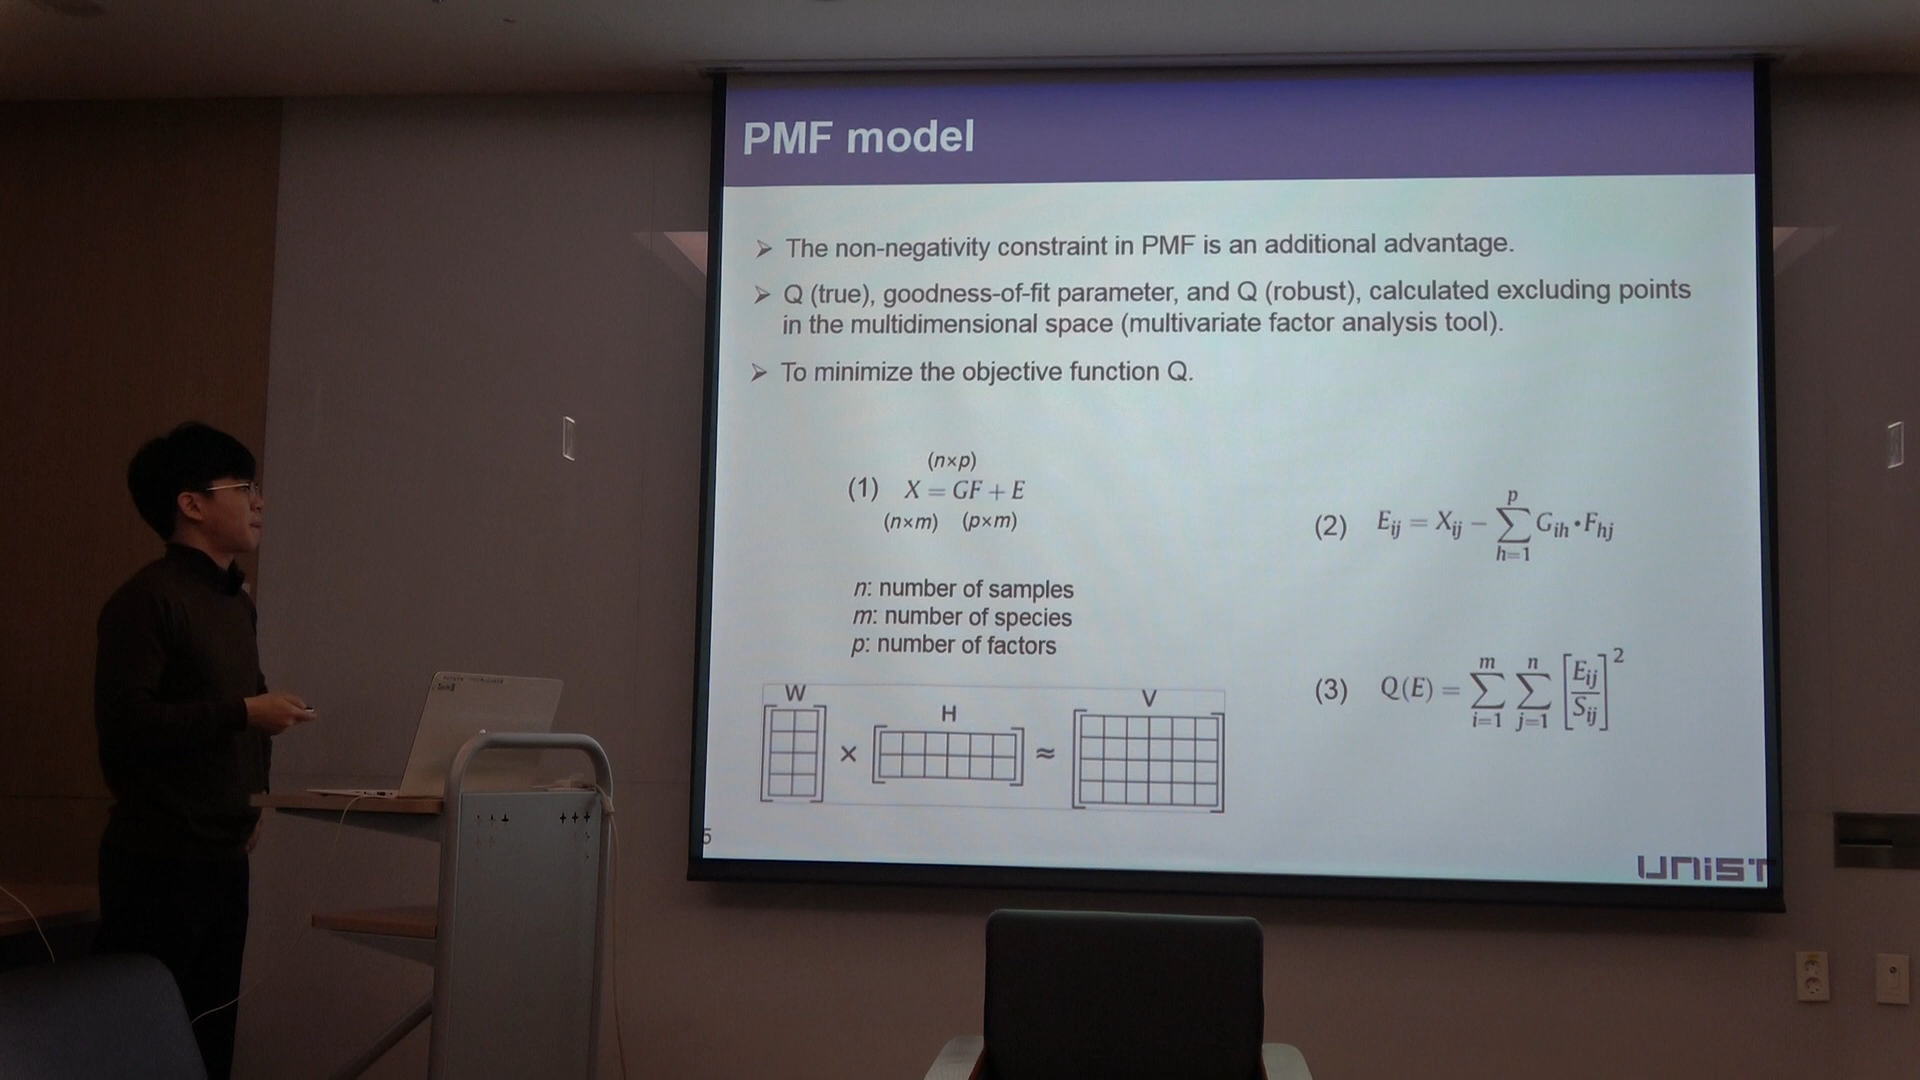 PMF model
➢ The non-negativity constraint in PMF is an additional advantage.
➢ Q (true), goodness-of-fit parameter, and Q (robust), calculated excluding points
in the multidimensional space (multivariate factor analysis tool).
➢ To minimize the objective function Q.
(n×p)
(1) X = GF + E
(n×m) (p×m)
n: number of samples
m: number of species
p: number of factors
(2) E_ij = X_ij − ∑_{h=1}^{p} G_ih • F_hj
(3) Q(E) = ∑_{i=1}^{m} ∑_{j=1}^{n} [E_ij / S_ij]^2
W
H
V
× ≈
5
UNIST